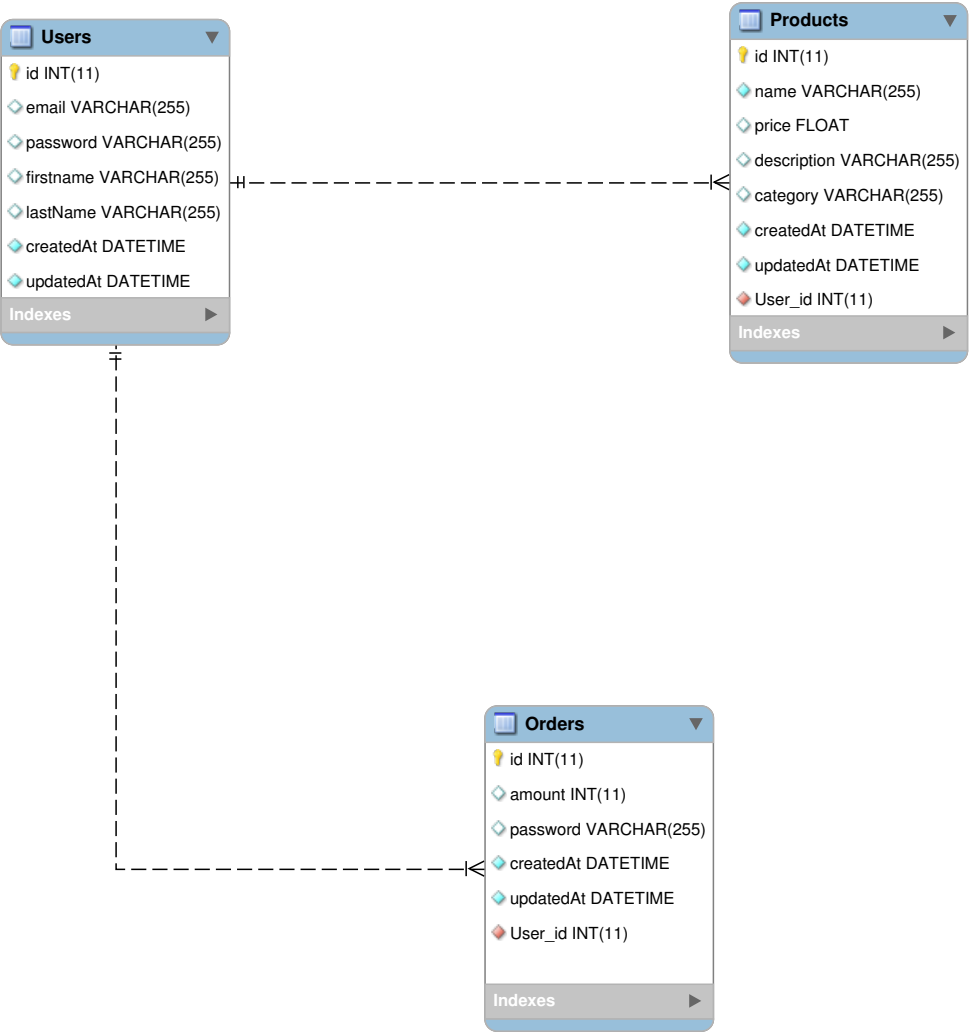 Users
id INT(11)
email VARCHAR(255)
password VARCHAR(255)
firstname VARCHAR(255)
lastName VARCHAR(255)
createdAt DATETIME
updatedAt DATETIME
Indexes
Products
id INT(11)
name VARCHAR(255)
price FLOAT
description VARCHAR(255)
category VARCHAR(255)
createdAt DATETIME
updatedAt DATETIME
User_id INT(11)
Indexes
Orders
id INT(11)
amount INT(11)
password VARCHAR(255)
createdAt DATETIME
updatedAt DATETIME
User_id INT(11)
Indexes